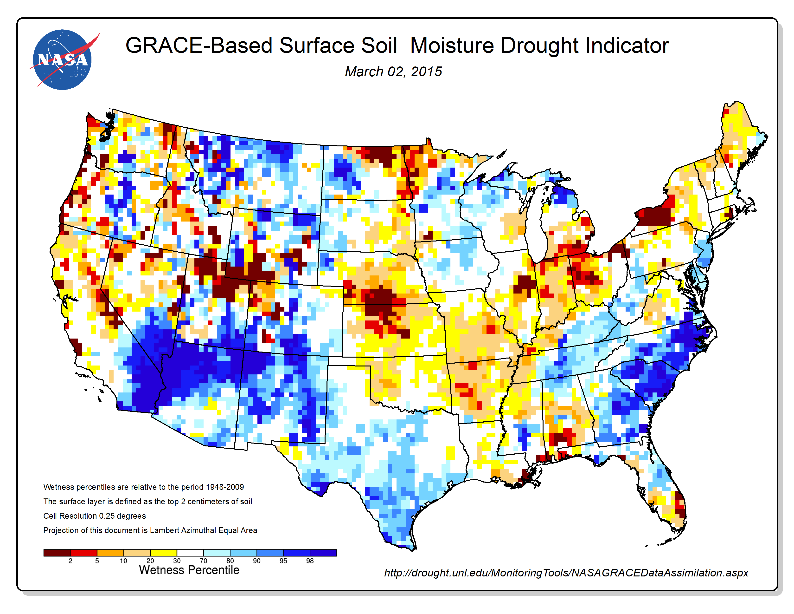 NASA
GRACE-Based Surface Soil Moisture Drought Indicator
March 02, 2015
Wetness percentiles are relative to the period 1948-2009
The surface layer is defined as the top 2 centimeters of soil
Cell Resolution 0.25 degrees
Projection of this document is Lambert Azimuthal Equal Area
2 5 10 20 30 70 80 90 95 98
Wetness Percentile
http://drought.unl.edu/MonitoringTools/NASAGRACEDataAssimilation.aspx